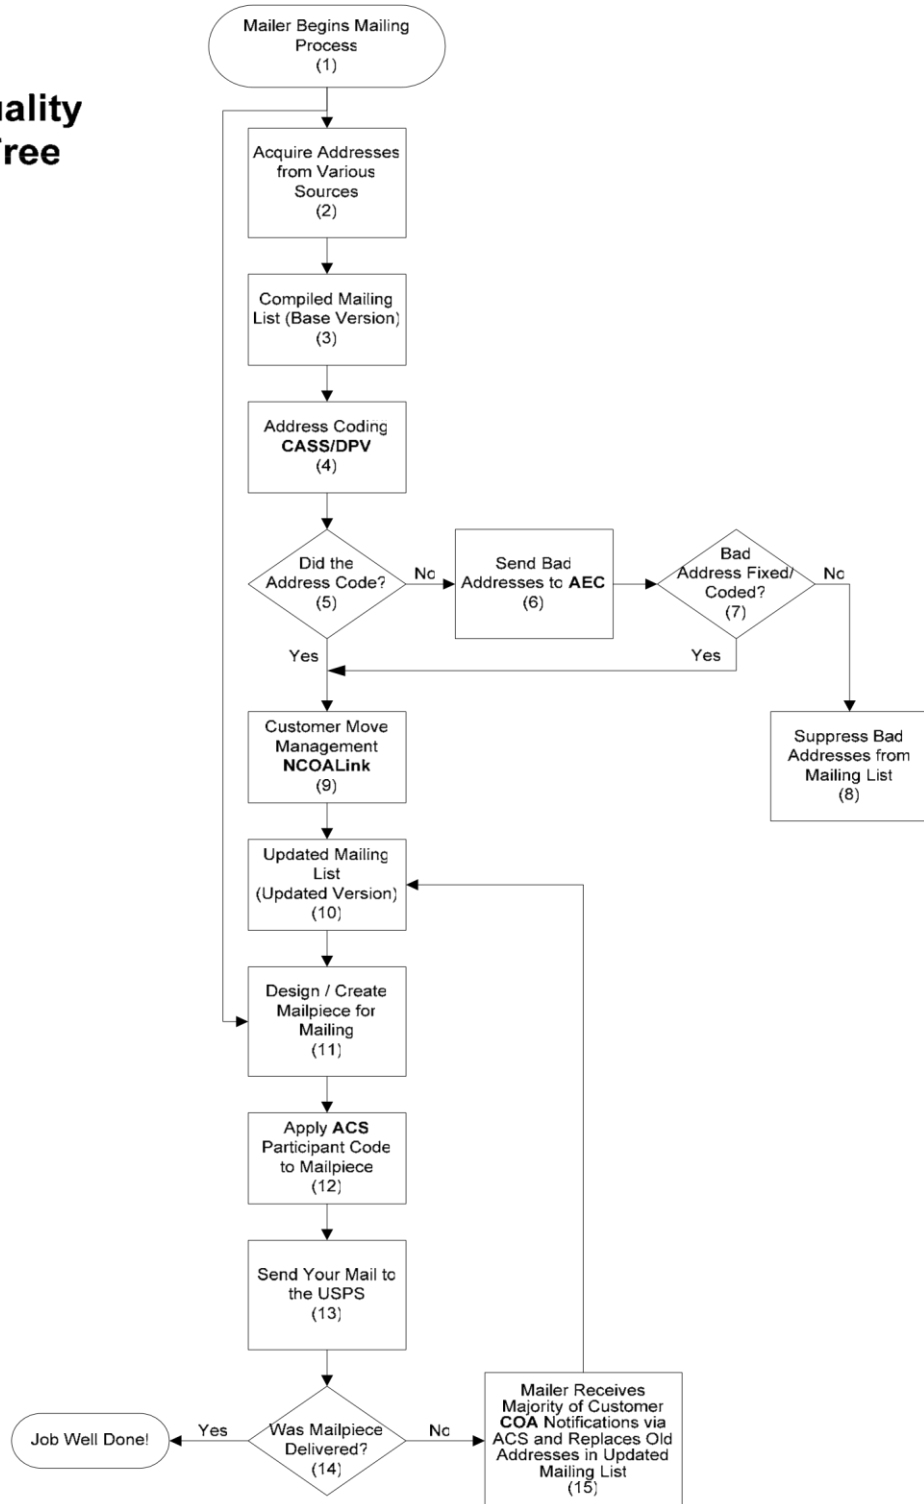 Mailer Begins Mailing
Process
(1)
uality
Tree
Acquire Addresses
from Various
Sources
(2)
Compiled Mailing
List (Base Version)
(3)
Address Coding
CASS/DPV
(4)
Did the
Address Code?
(5)
No
Send Bad
Addresses to AEC
(6)
Bad
Address Fixed/
Coded?
(7)
No
Yes
Yes
Customer Move
Management
NCOALink
(9)
Suppress Bad
Addresses from
Mailing List
(8)
Updated Mailing
List
(Updated Version)
(10)
Design / Create
Mailpiece for
Mailing
(11)
Apply ACS
Participant Code
to Mailpiece
(12)
Send Your Mail to
the USPS
(13)
Was Mailpiece
Delivered?
(14)
Yes
Job Well Done!
No
Mailer Receives
Majority of Customer
COA Notifications via
ACS and Replaces Old
Addresses in Updated
Mailing List
(15)